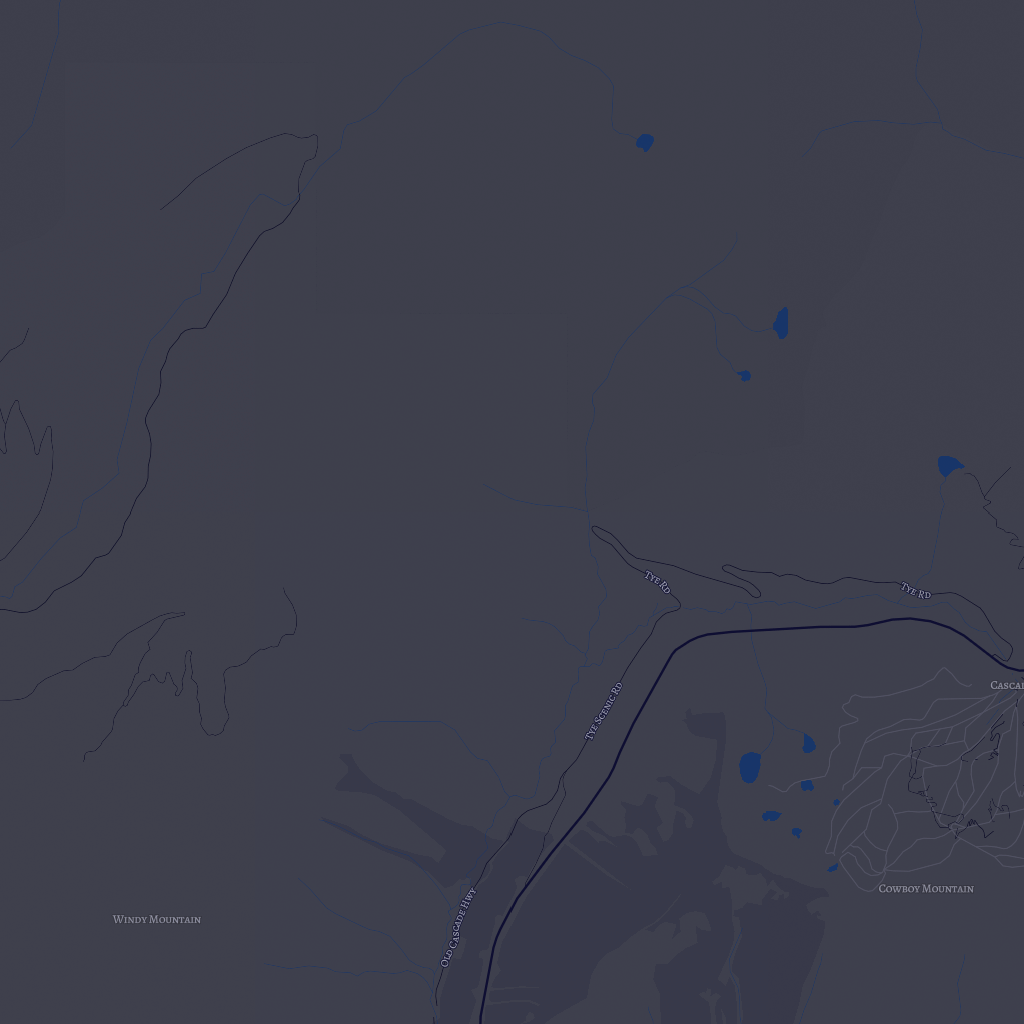 Tye Rd
Tye Rd
Cascad
Tye Scenic Rd
Cowboy Mountain
Old Cascade Hwy
Windy Mountain